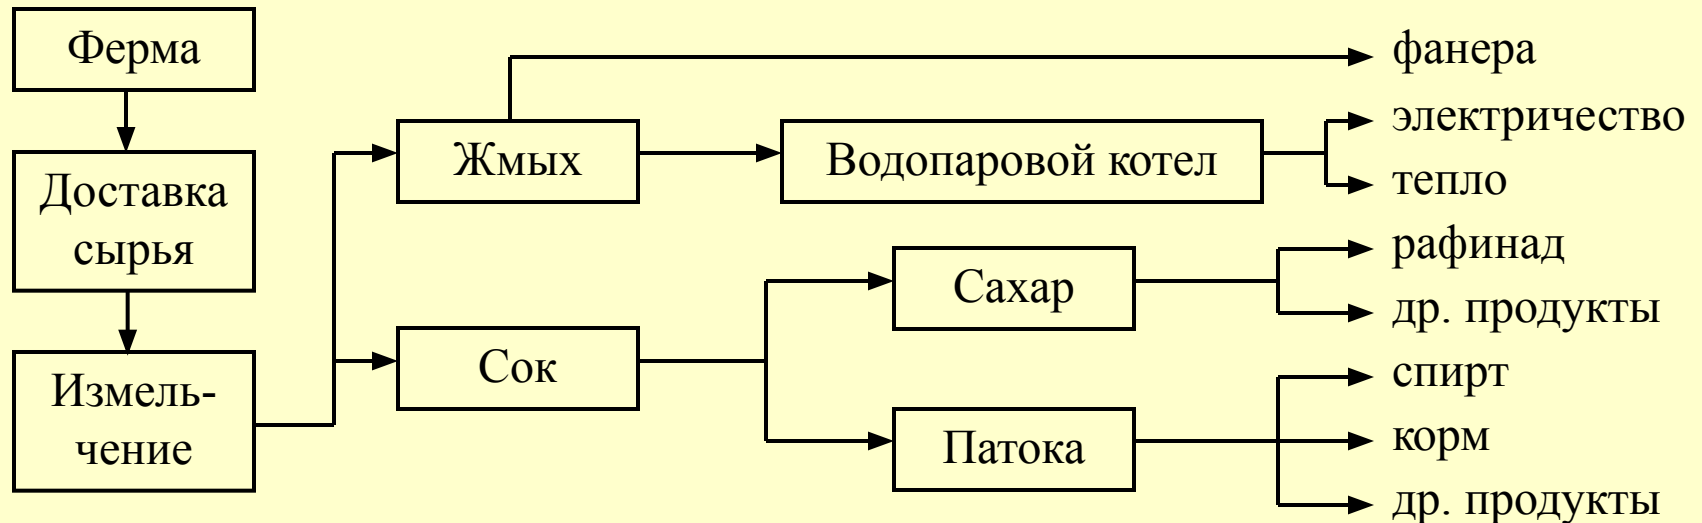 Ферма
Доставка
сырья
Измель-
чение
Жмых
Водопаровой котел
Сок
Сахар
Патока
фанера
электричество
тепло
рафинад
др. продукты
спирт
корм
др. продукты